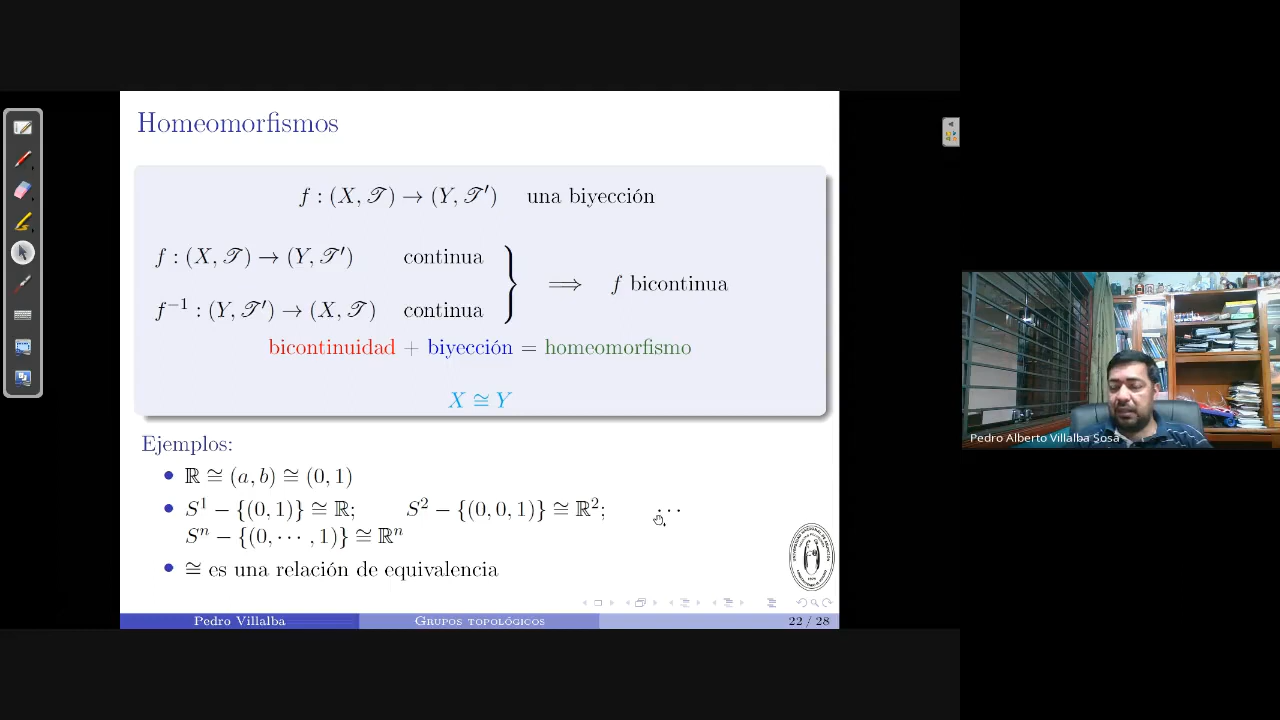 Homeomorfismos
f : (X, 𝒯) → (Y, 𝒯′) una biyección
f : (X, 𝒯) → (Y, 𝒯′) continua
f⁻¹ : (Y, 𝒯′) → (X, 𝒯) continua
⟹ f bicontinua
bicontinuidad + biyección = homeomorfismo
X ≅ Y
Ejemplos:
• ℝ ≅ (a, b) ≅ (0, 1)
• S¹ − {(0, 1)} ≅ ℝ; S² − {(0, 0, 1)} ≅ ℝ²; ···
Sⁿ − {(0, ··· , 1)} ≅ ℝⁿ
• ≅ es una relación de equivalencia
Pedro Villalba Grupos topológicos 22 / 28
Pedro Alberto Villalba Sosa